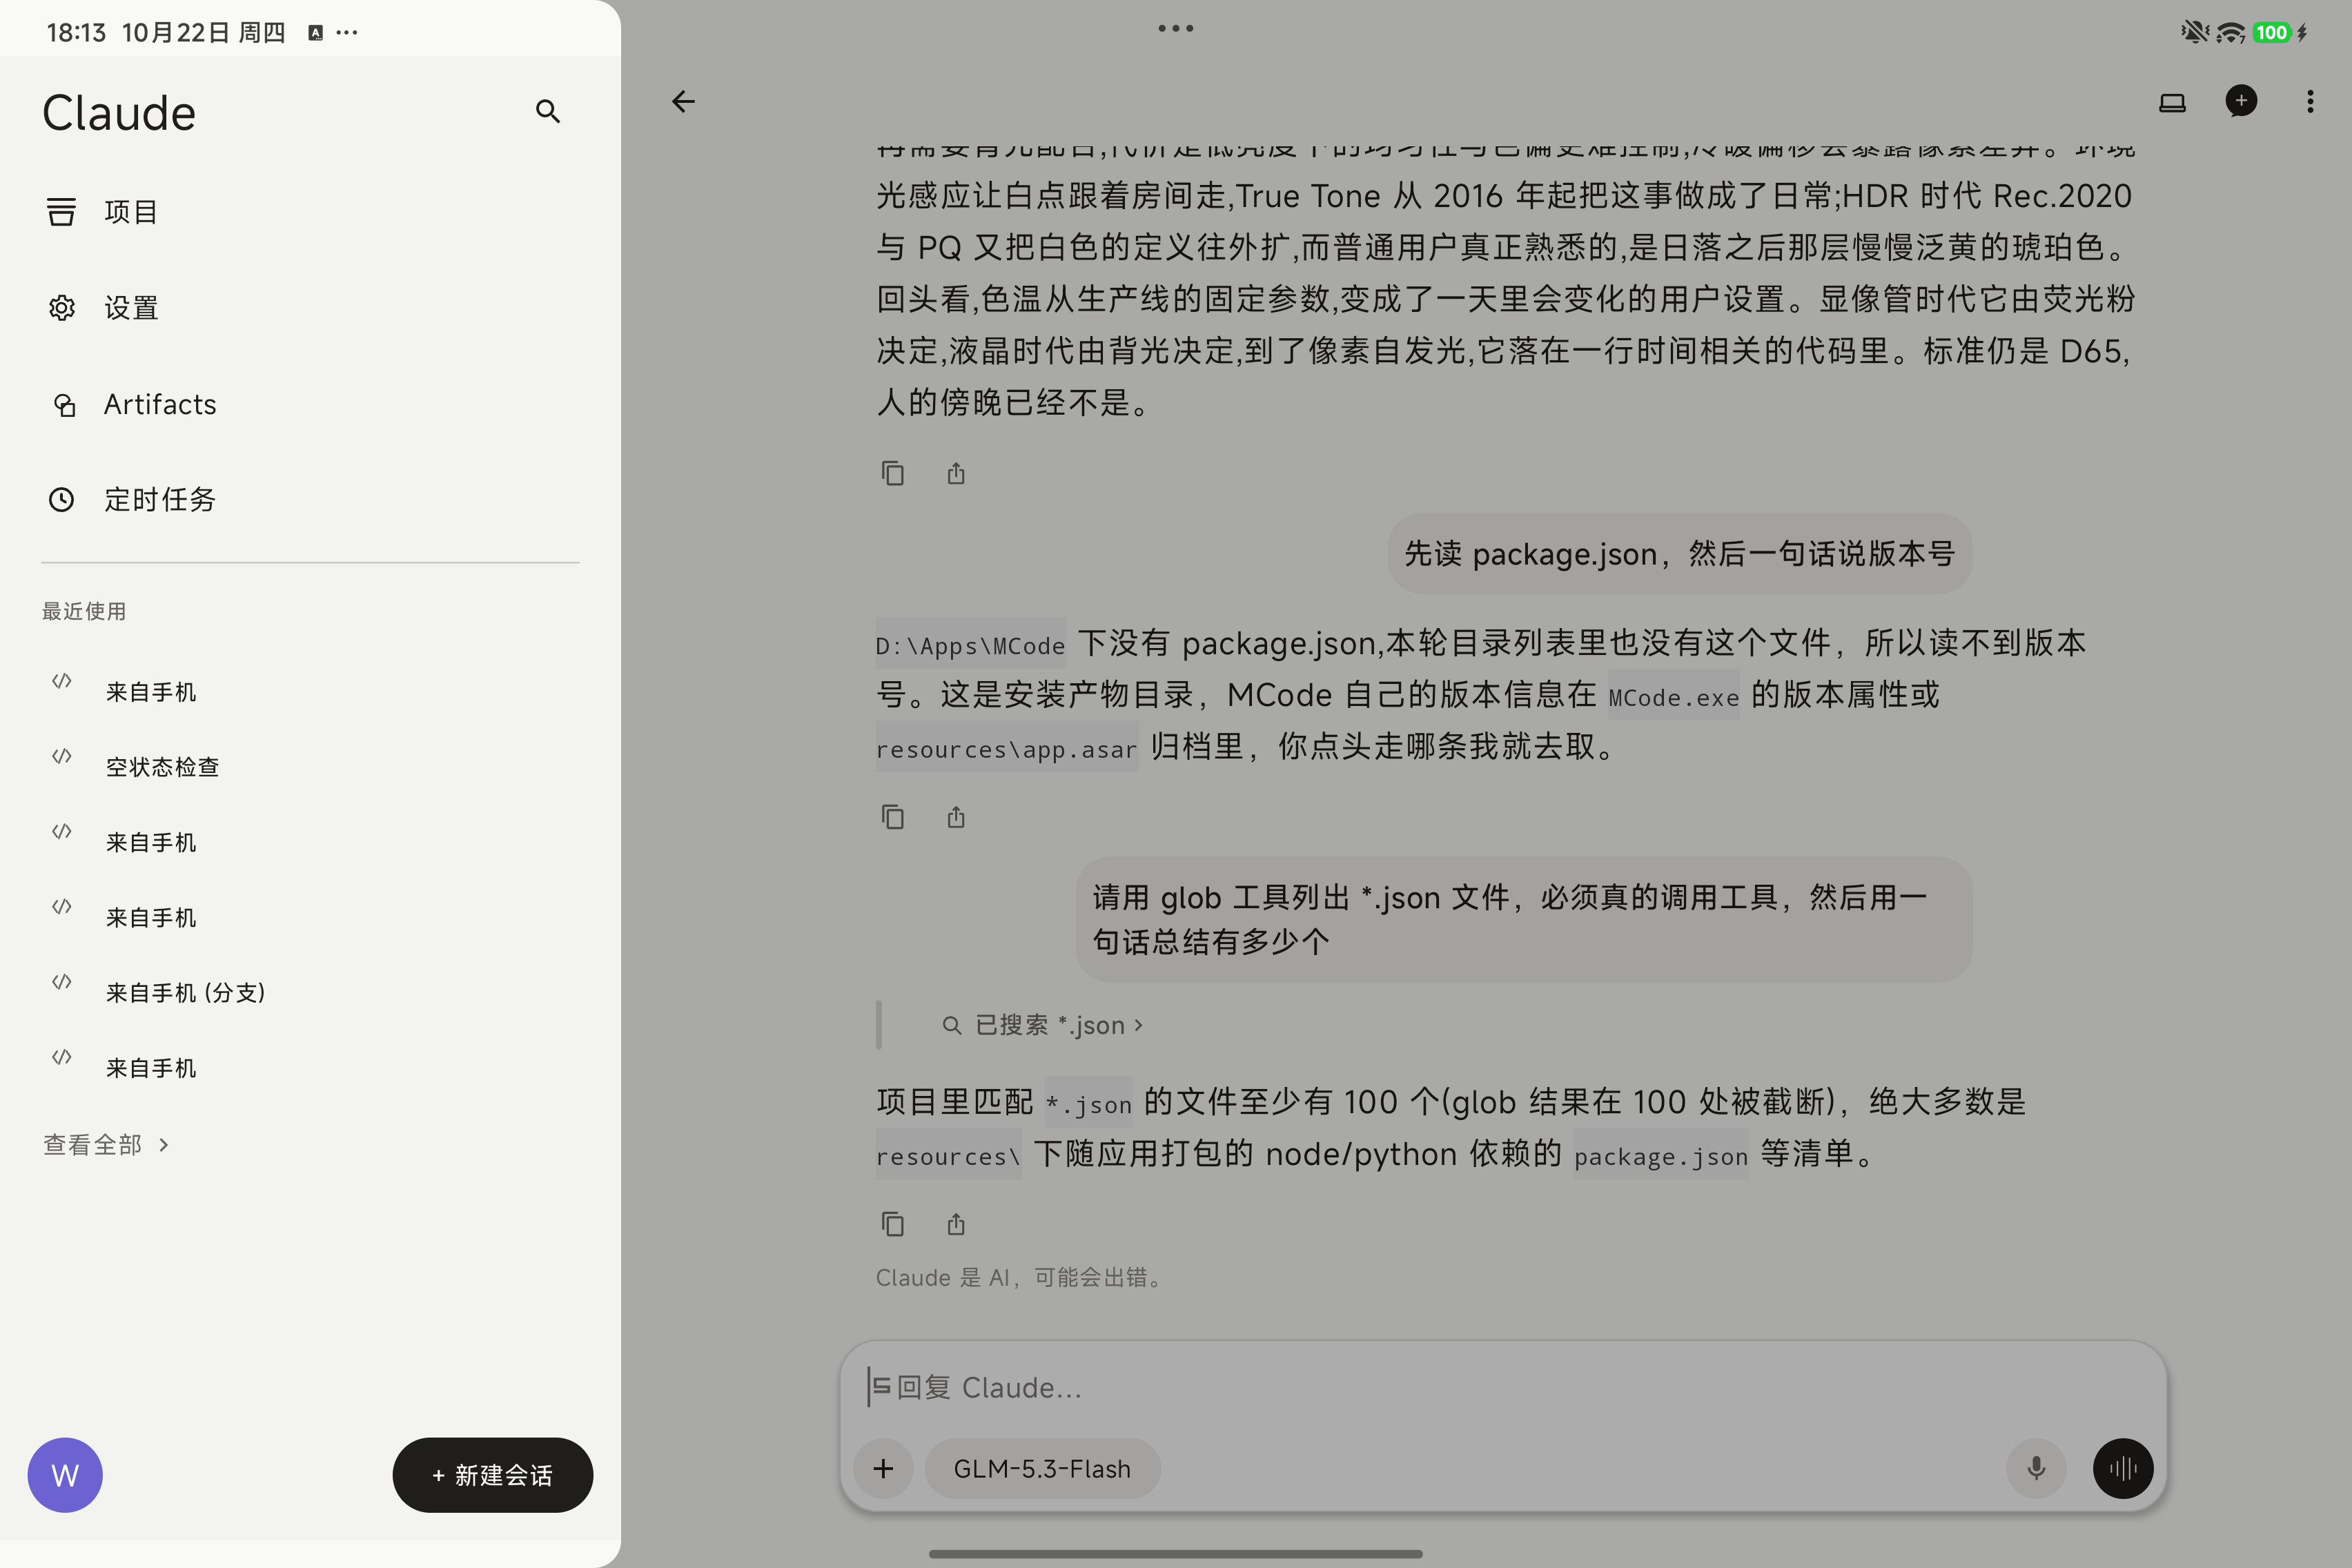 18:13 10月22日 周四
100
Claude
项目
设置
Artifacts
定时任务
最近使用
来自手机
空状态检查
来自手机
来自手机
来自手机 (分支)
来自手机
查看全部
W
+ 新建会话
光感应让白点跟着房间走,True Tone 从 2016 年起把这事做成了日常;HDR 时代 Rec.2020
与 PQ 又把白色的定义往外扩,而普通用户真正熟悉的,是日落之后那层慢慢泛黄的琥珀色。
回头看,色温从生产线的固定参数,变成了一天里会变化的用户设置。显像管时代它由荧光粉
决定,液晶时代由背光决定,到了像素自发光,它落在一行时间相关的代码里。标准仍是 D65,
人的傍晚已经不是。
先读 package.json，然后一句话说版本号
D:\Apps\MCode 下没有 package.json,本轮目录列表里也没有这个文件，所以读不到版本
号。这是安装产物目录，MCode 自己的版本信息在 MCode.exe 的版本属性或
resources\app.asar 归档里，你点头走哪条我就去取。
请用 glob 工具列出 *.json 文件，必须真的调用工具，然后用一
句话总结有多少个
已搜索 *.json
项目里匹配 *.json 的文件至少有 100 个(glob 结果在 100 处被截断)，绝大多数是
resources\ 下随应用打包的 node/python 依赖的 package.json 等清单。
Claude 是 AI，可能会出错。
回复 Claude...
GLM-5.3-Flash